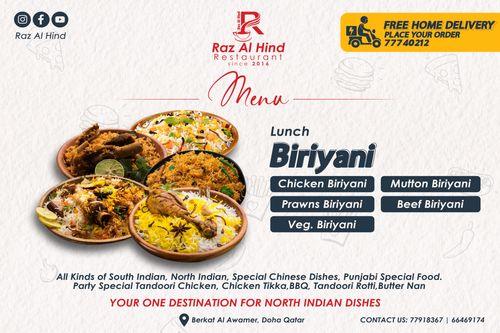 Raz Al Hind
Raz Al Hind
Restaurant
since 2016
FREE HOME DELIVERY
PLACE YOUR ORDER
77740212
Menu
Lunch
Biriyani
Chicken Biriyani
Mutton Biriyani
Prawns Biriyani
Beef Biriyani
Veg. Biriyani
All Kinds of South Indian, North Indian, Special Chinese Dishes, Punjabi Special Food.
Party Special Tandoori Chicken, Chicken Tikka,BBQ, Tandoori Rotti,Butter Nan
YOUR ONE DESTINATION FOR NORTH INDIAN DISHES
Berkat Al Awamer, Doha Qatar
CONTACT US: 77918367 | 66469174